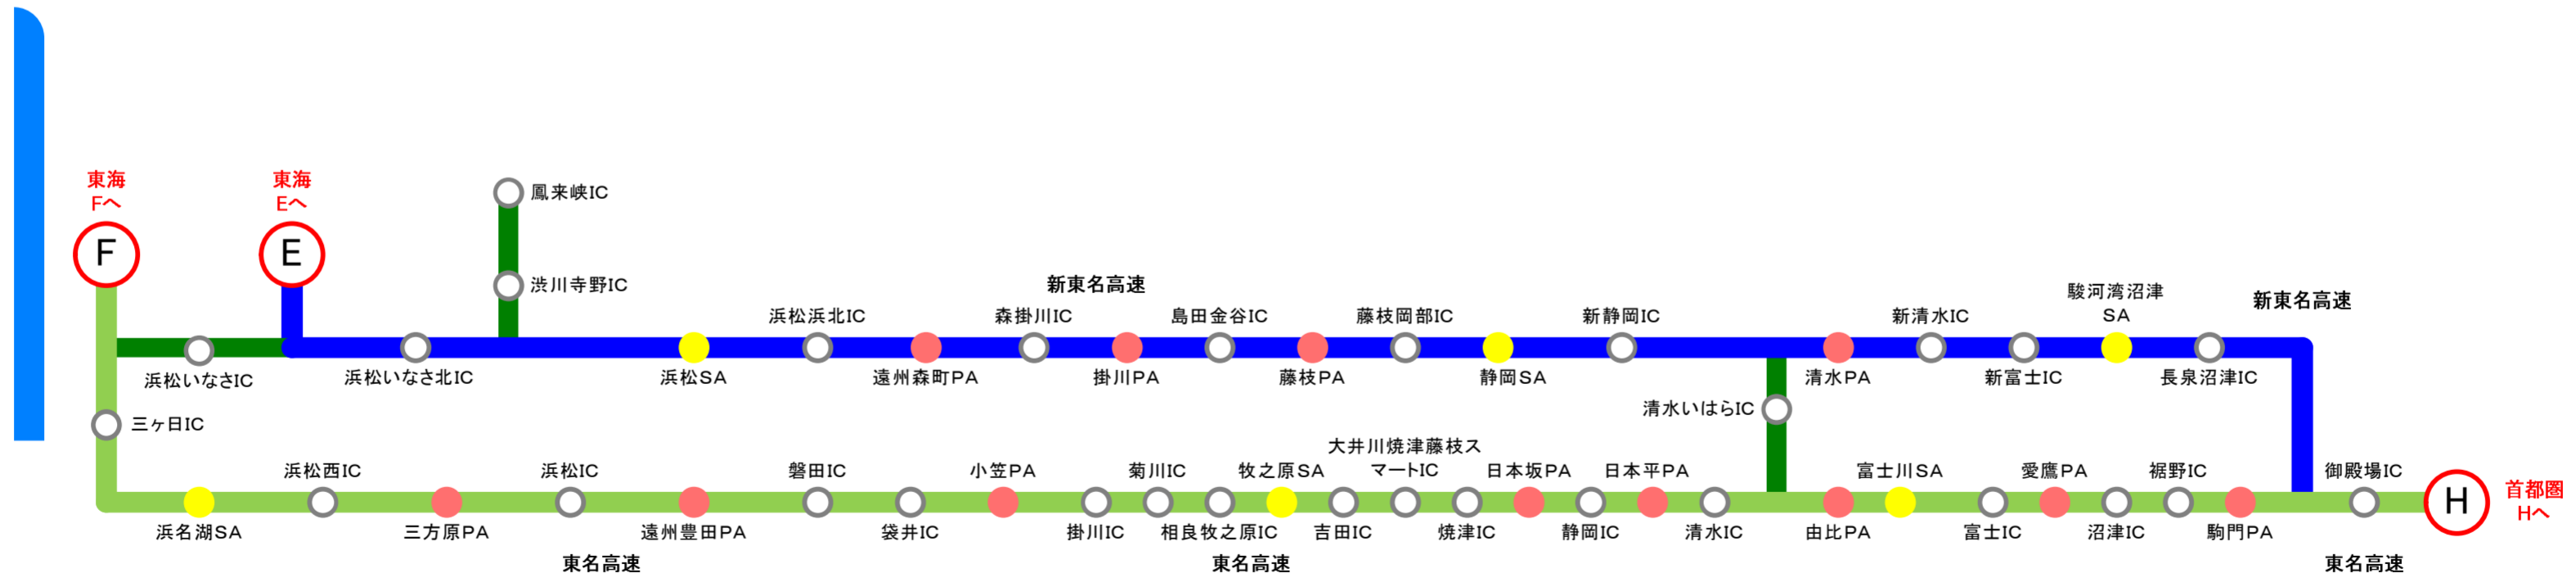 東海
Fへ
F
東海
Eへ
E
鳳来峡IC
渋川寺野IC
新東名高速
駿河湾沼津
SA
新東名高速
浜松浜北IC
森掛川IC
島田金谷IC
藤枝岡部IC
新静岡IC
新清水IC
浜松いなさIC
浜松いなさ北IC
浜松SA
遠州森町PA
掛川PA
藤枝PA
静岡SA
清水PA
新富士IC
長泉沼津IC
清水いはらIC
三ヶ日IC
浜松西IC
浜松IC
磐田IC
小笠PA
菊川IC
牧之原SA
大井川焼津藤枝ス
マートIC
日本坂PA
日本平PA
富士川SA
愛鷹PA
裾野IC
御殿場IC
H
首都圏
Hへ
浜名湖SA
三方原PA
遠州豊田PA
袋井IC
掛川IC
相良牧之原IC
吉田IC
焼津IC
静岡IC
清水IC
由比PA
富士IC
沼津IC
駒門PA
東名高速
東名高速
東名高速